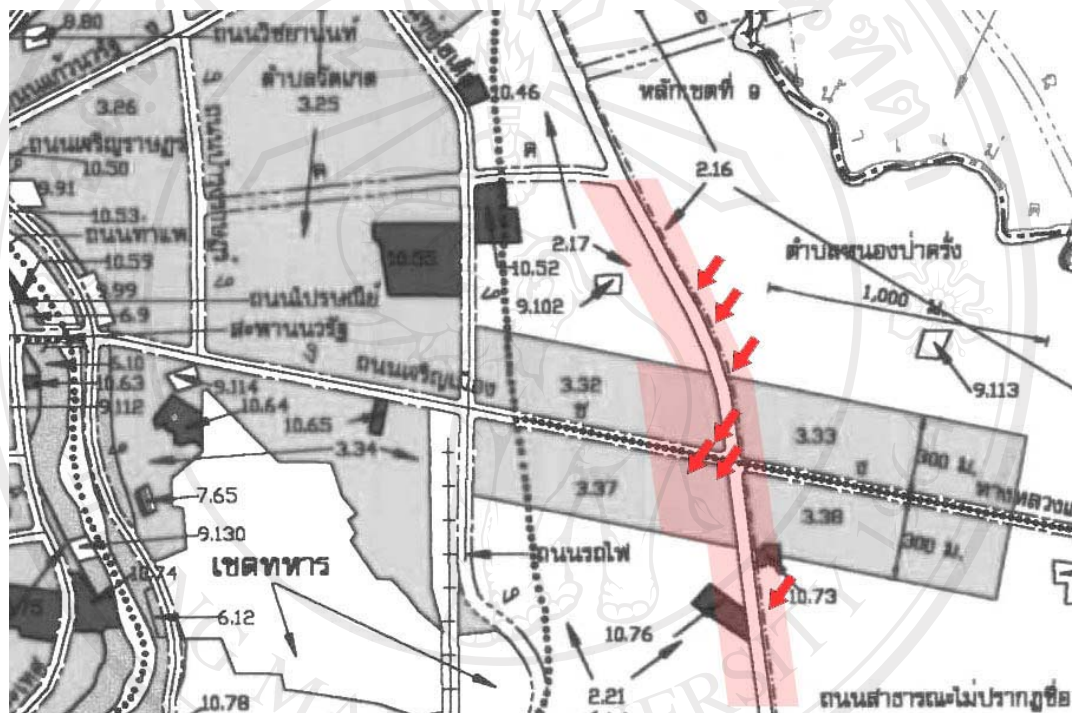 9.80
ถนนวิชยานนท์
ถนนแก้วนวรัฐ
ตำบลวัดเกต
3.25
3.26
10.46
หลักเขตที่ 9
ถนนเจริญราษฎร์
10.50
9.91
ค
ค
2.16
10.53
ถนนท่าแพ
10.59
9.99
6.9
ถนนไปรษณีย์
สะพานนวรัฐ
10.55
10.52
2.17
9.102
ตำบลหนองป่าครั่ง
1,000 ม.
9.113
6.10
10.63
9.112
9.114
10.64
10.65
3.34
ถนนเจริญเมือง
3.32
ช
3.33
ง
300 ม.
3.37
3.38
300 ม.
7.65
9.130
10.74
6.12
เขตทหาร
ถนนรถไฟ
10.73
10.76
2.21
10.78
ถนนสาธารณะไม่ปรากฏชื่อ